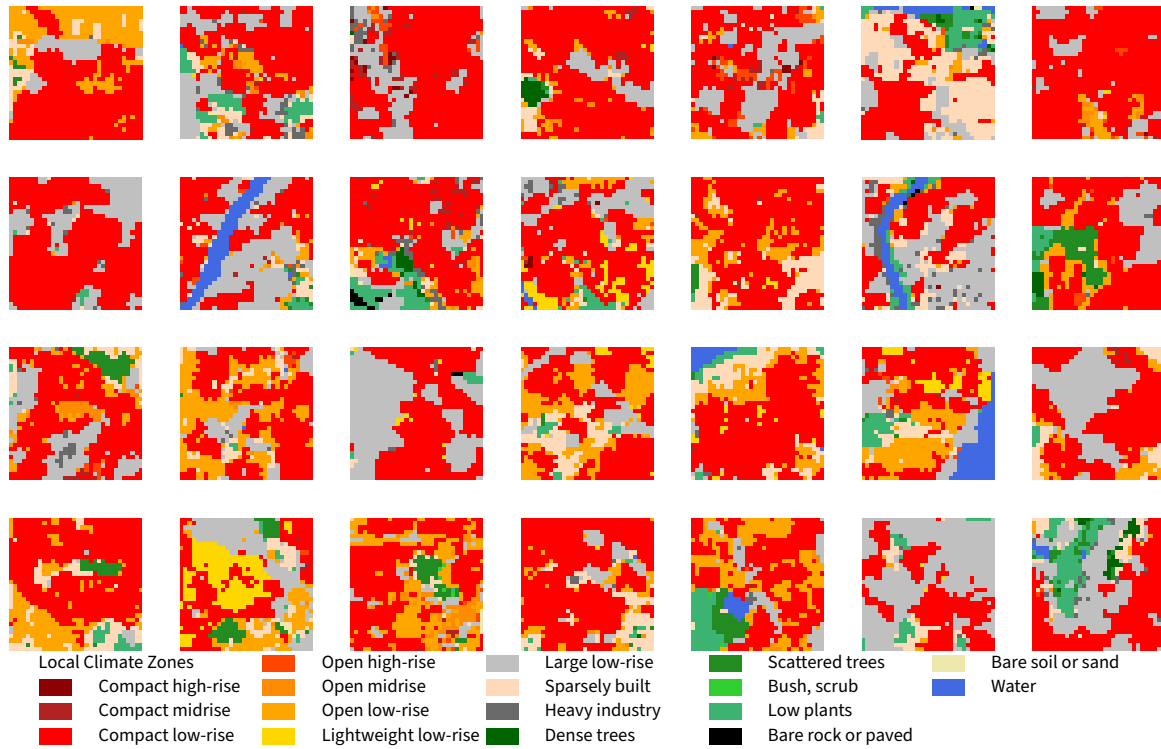 Local Climate Zones
Compact high-rise
Compact midrise
Compact low-rise
Open high-rise
Open midrise
Open low-rise
Lightweight low-rise
Large low-rise
Sparsely built
Heavy industry
Dense trees
Scattered trees
Bush, scrub
Low plants
Bare rock or paved
Bare soil or sand
Water